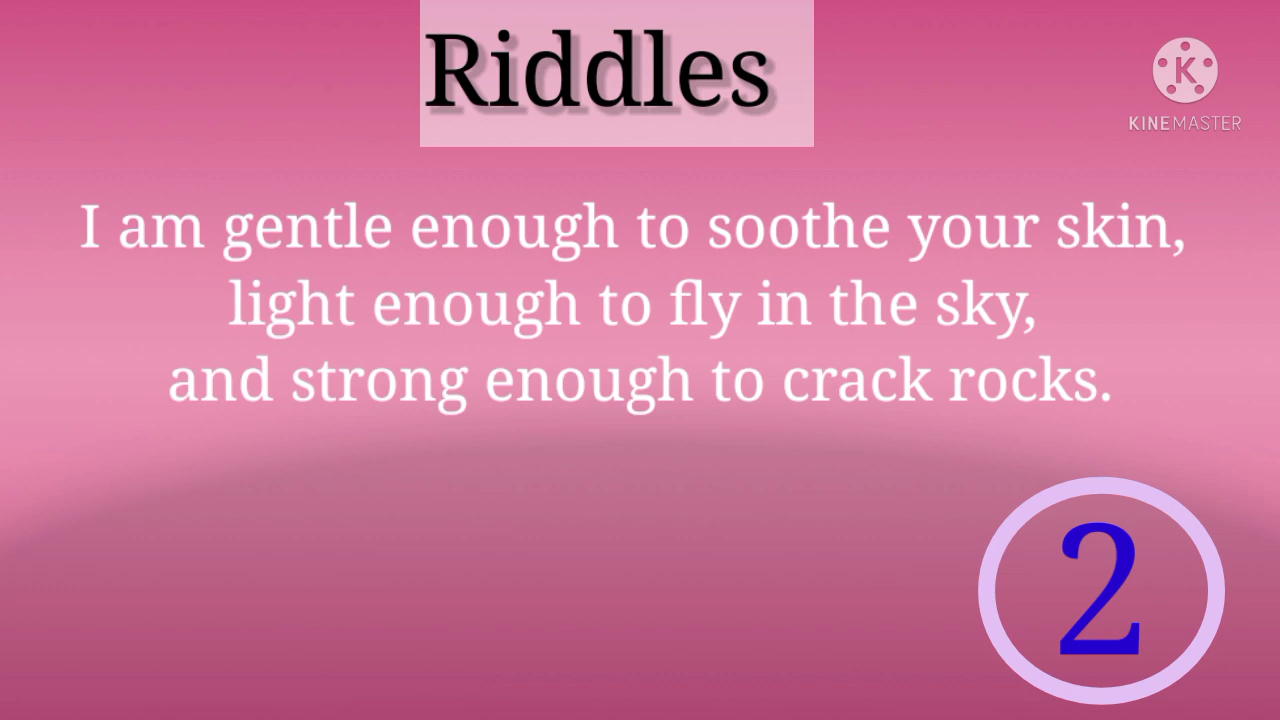 Riddles
K
KINEMASTER
I am gentle enough to soothe your skin,
light enough to fly in the sky,
and strong enough to crack rocks.
2